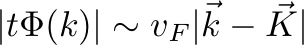 |tΦ(k)| ∼ v_F|k⃗ − K⃗|